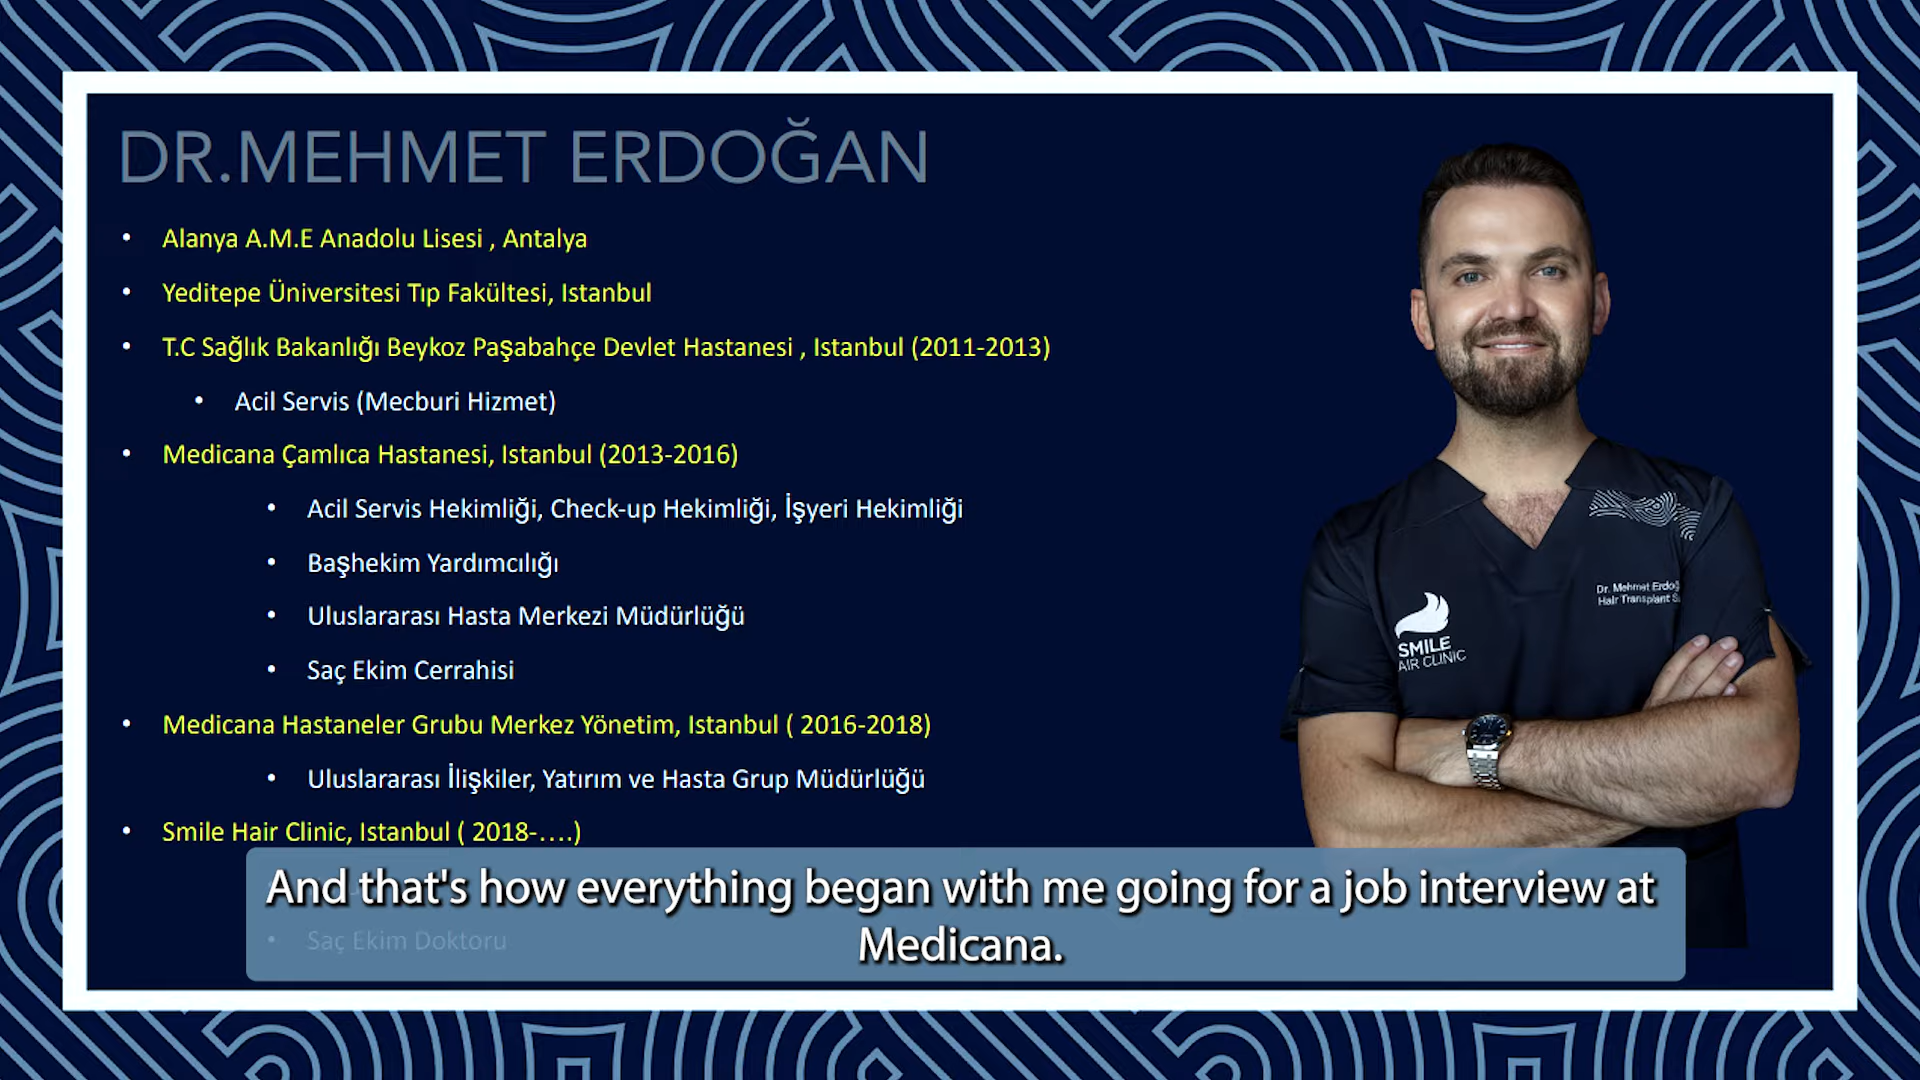 DR.MEHMET ERDOĞAN
• Alanya A.M.E Anadolu Lisesi , Antalya
• Yeditepe Üniversitesi Tıp Fakültesi, Istanbul
• T.C Sağlık Bakanlığı Beykoz Paşabahçe Devlet Hastanesi , Istanbul (2011-2013)
• Acil Servis (Mecburi Hizmet)
• Medicana Çamlıca Hastanesi, Istanbul (2013-2016)
• Acil Servis Hekimliği, Check-up Hekimliği, İşyeri Hekimliği
• Başhekim Yardımcılığı
• Uluslararası Hasta Merkezi Müdürlüğü
• Saç Ekim Cerrahisi
• Medicana Hastaneler Grubu Merkez Yönetim, Istanbul ( 2016-2018)
• Uluslararası İlişkiler, Yatırım ve Hasta Grup Müdürlüğü
• Smile Hair Clinic, Istanbul ( 2018-....)
• Saç Ekim Doktoru
Dr. Mehmet Erdoğ
Hair Transplant
SMILE
AIR CLINIC
And that's how everything began with me going for a job interview at
Medicana.